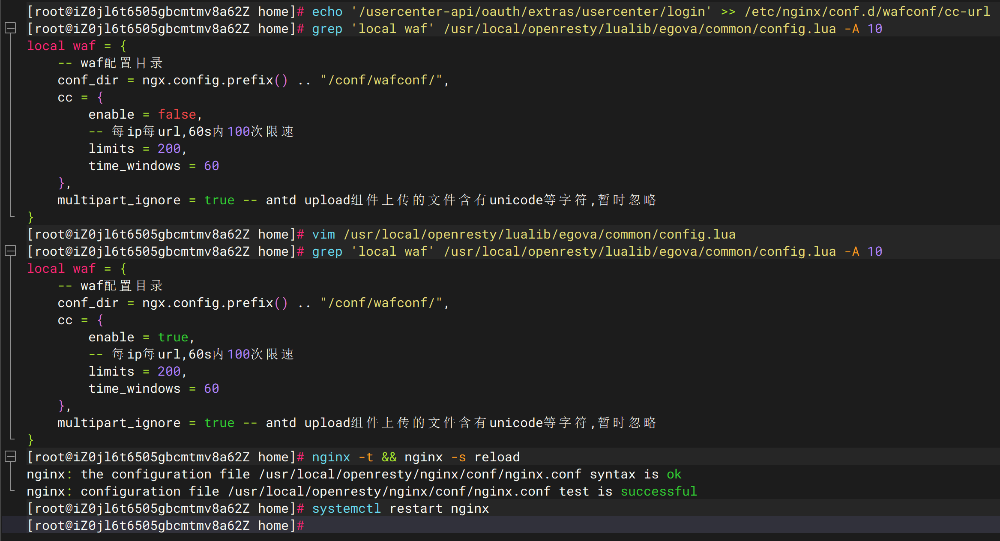 [root@iZ0jl6t6505gbcmtmv8a62Z home]# echo '/usercenter-api/oauth/extras/usercenter/login' >> /etc/nginx/conf.d/wafconf/cc-url
[root@iZ0jl6t6505gbcmtmv8a62Z home]# grep 'local waf' /usr/local/openresty/lualib/egova/common/config.lua -A 10
local waf = {
    -- waf配置目录
    conf_dir = ngx.config.prefix() .. "/conf/wafconf/",
    cc = {
        enable = false,
        -- 每ip每url,60s内100次限速
        limits = 200,
        time_windows = 60
    },
    multipart_ignore = true -- antd upload组件上传的文件含有unicode等字符,暂时忽略
}
[root@iZ0jl6t6505gbcmtmv8a62Z home]# vim /usr/local/openresty/lualib/egova/common/config.lua
[root@iZ0jl6t6505gbcmtmv8a62Z home]# grep 'local waf' /usr/local/openresty/lualib/egova/common/config.lua -A 10
local waf = {
    -- waf配置目录
    conf_dir = ngx.config.prefix() .. "/conf/wafconf/",
    cc = {
        enable = true,
        -- 每ip每url,60s内100次限速
        limits = 200,
        time_windows = 60
    },
    multipart_ignore = true -- antd upload组件上传的文件含有unicode等字符,暂时忽略
}
[root@iZ0jl6t6505gbcmtmv8a62Z home]# nginx -t && nginx -s reload
nginx: the configuration file /usr/local/openresty/nginx/conf/nginx.conf syntax is ok
nginx: configuration file /usr/local/openresty/nginx/conf/nginx.conf test is successful
[root@iZ0jl6t6505gbcmtmv8a62Z home]# systemctl restart nginx
[root@iZ0jl6t6505gbcmtmv8a62Z home]#